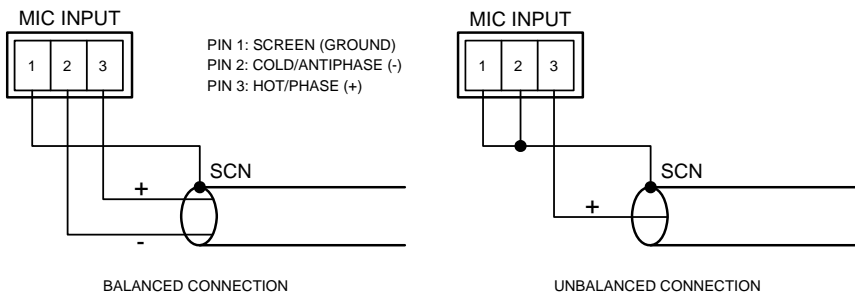 MIC INPUT
1 2 3
PIN 1: SCREEN (GROUND)
PIN 2: COLD/ANTIPHASE (-)
PIN 3: HOT/PHASE (+)
SCN
+
-
BALANCED CONNECTION
MIC INPUT
1 2 3
SCN
+
UNBALANCED CONNECTION